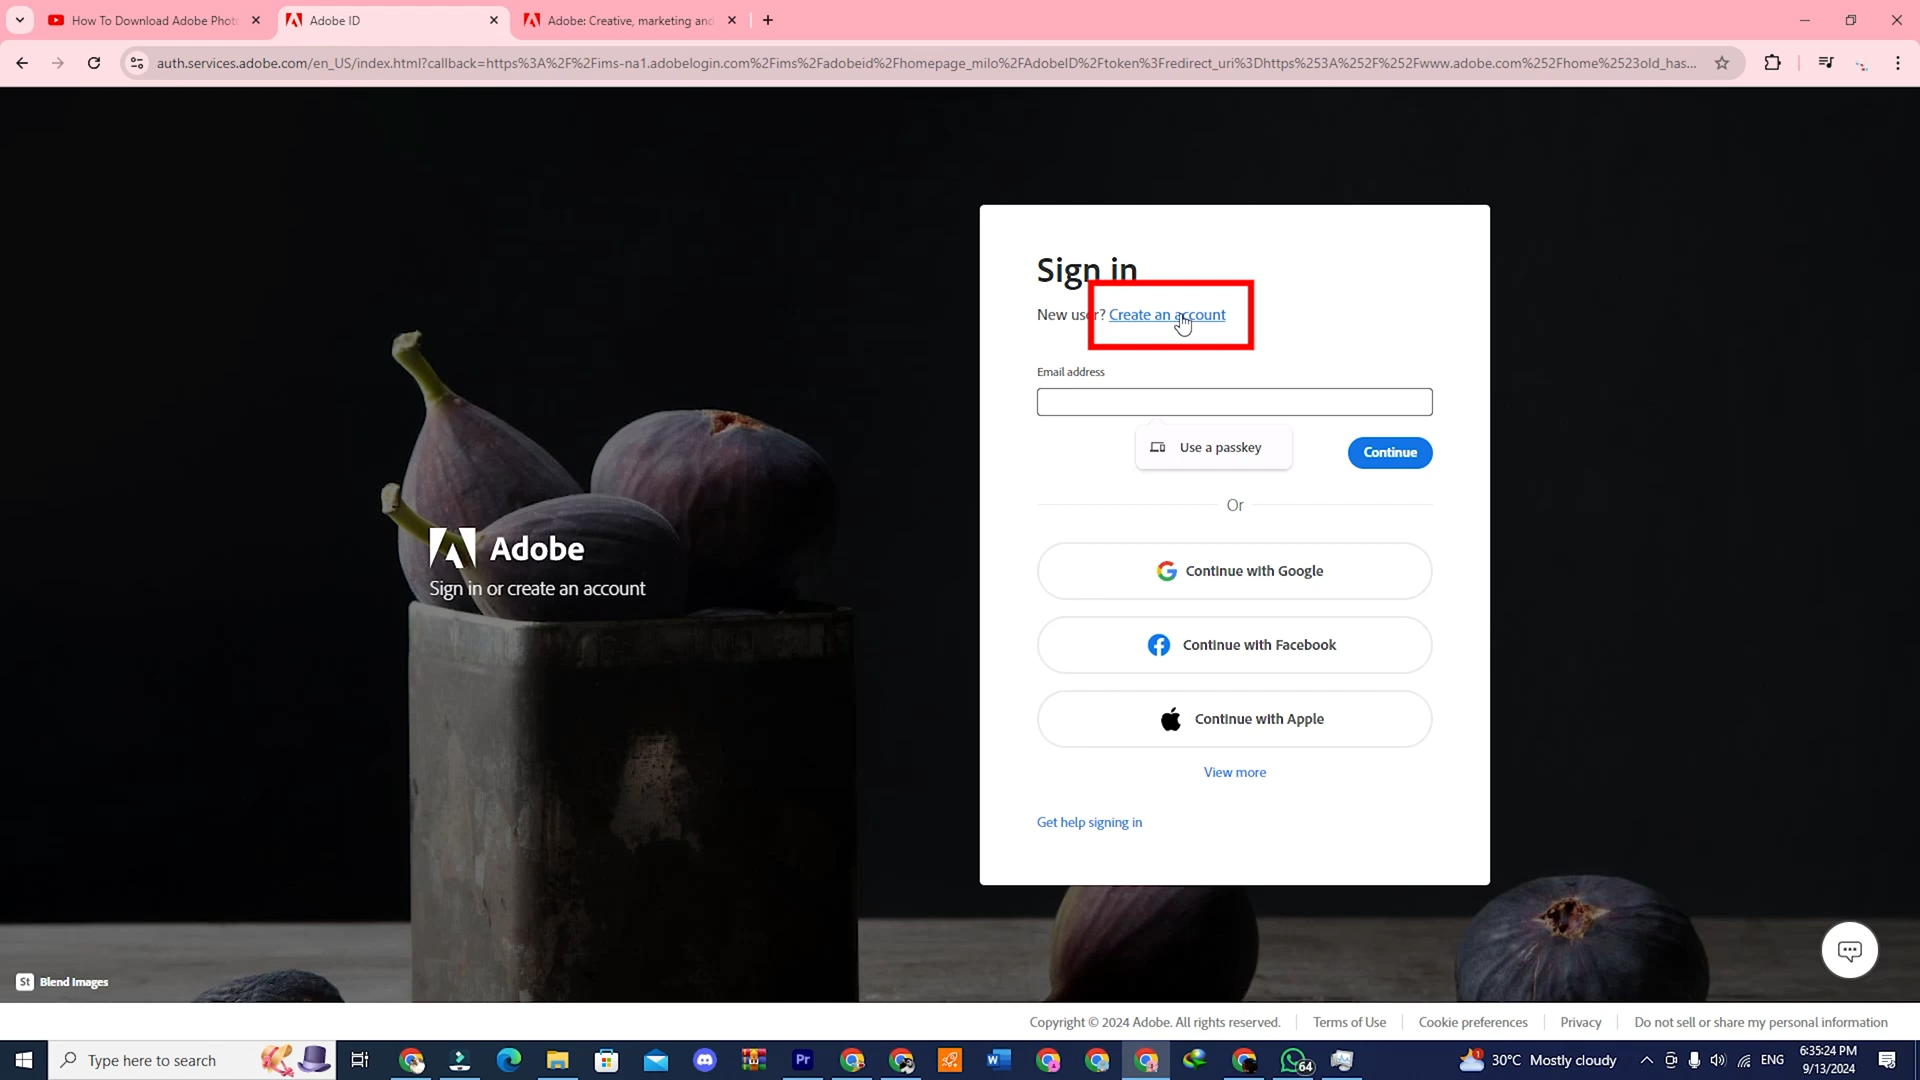 How To Download Adobe Phot
Adobe ID
Adobe: Creative, marketing and
auth.services.adobe.com/en_US/index.html?callback=https%3A%2F%2Fims-na1.adobelogin.com%2Fims%2Fadobeid%2Fhomepage_milo%2FAdobeID%2Ftoken%3Fredirect_uri%3Dhttps%253A%252F%252Fwww.adobe.com%252Fhome%2523old_has...
Sign in
New user? Create an account
Email address
Use a passkey
Continue
Or
Continue with Google
Continue with Facebook
Continue with Apple
View more
Get help signing in
Adobe
Sign in or create an account
St Blend Images
Copyright © 2024 Adobe. All rights reserved.
Terms of Use
Cookie preferences
Privacy
Do not sell or share my personal information
Type here to search
Pr
64
30°C Mostly cloudy
ENG
6:35:24 PM
9/13/2024